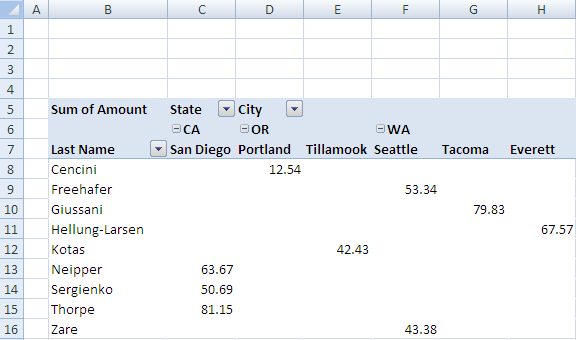 A B C D E F G H
1
2
3
4
5 Sum of Amount State City
6 CA OR WA
7 Last Name San Diego Portland Tillamook Seattle Tacoma Everett
8 Cencini 12.54
9 Freehafer 53.34
10 Giussani 79.83
11 Hellung-Larsen 67.57
12 Kotas 42.43
13 Neipper 63.67
14 Sergienko 50.69
15 Thorpe 81.15
16 Zare 43.38